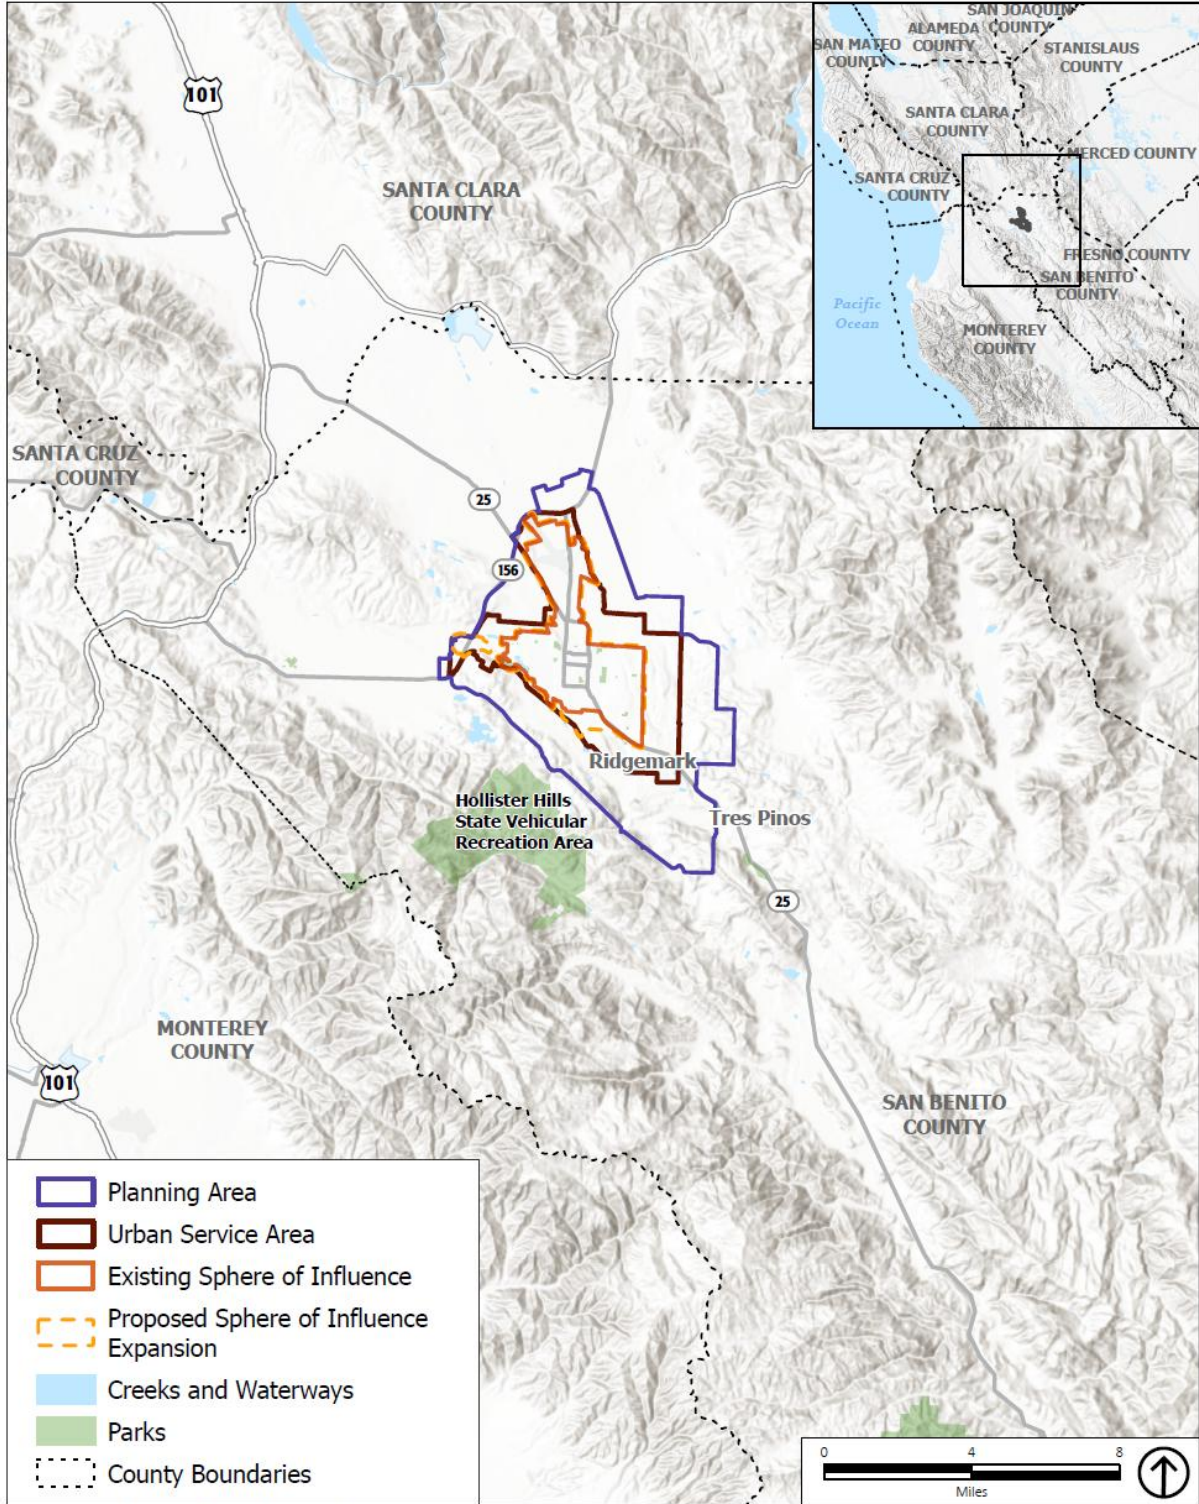 101
SANTA CLARA
COUNTY
SANTA CRUZ
COUNTY
25
156
Ridgemark
Hollister Hills
State Vehicular
Recreation Area
Tres Pinos
25
MONTEREY
COUNTY
101
SAN BENITO
COUNTY
SAN JOAQUIN
COUNTY
ALAMEDA
COUNTY
SAN MATEO
COUNTY
STANISLAUS
COUNTY
SANTA CLARA
COUNTY
MERCED COUNTY
SANTA CRUZ
COUNTY
FRESNO COUNTY
SAN BENITO
COUNTY
Pacific
Ocean
MONTEREY
COUNTY
Planning Area
Urban Service Area
Existing Sphere of Influence
Proposed Sphere of Influence
Expansion
Creeks and Waterways
Parks
County Boundaries
0 4 8
Miles